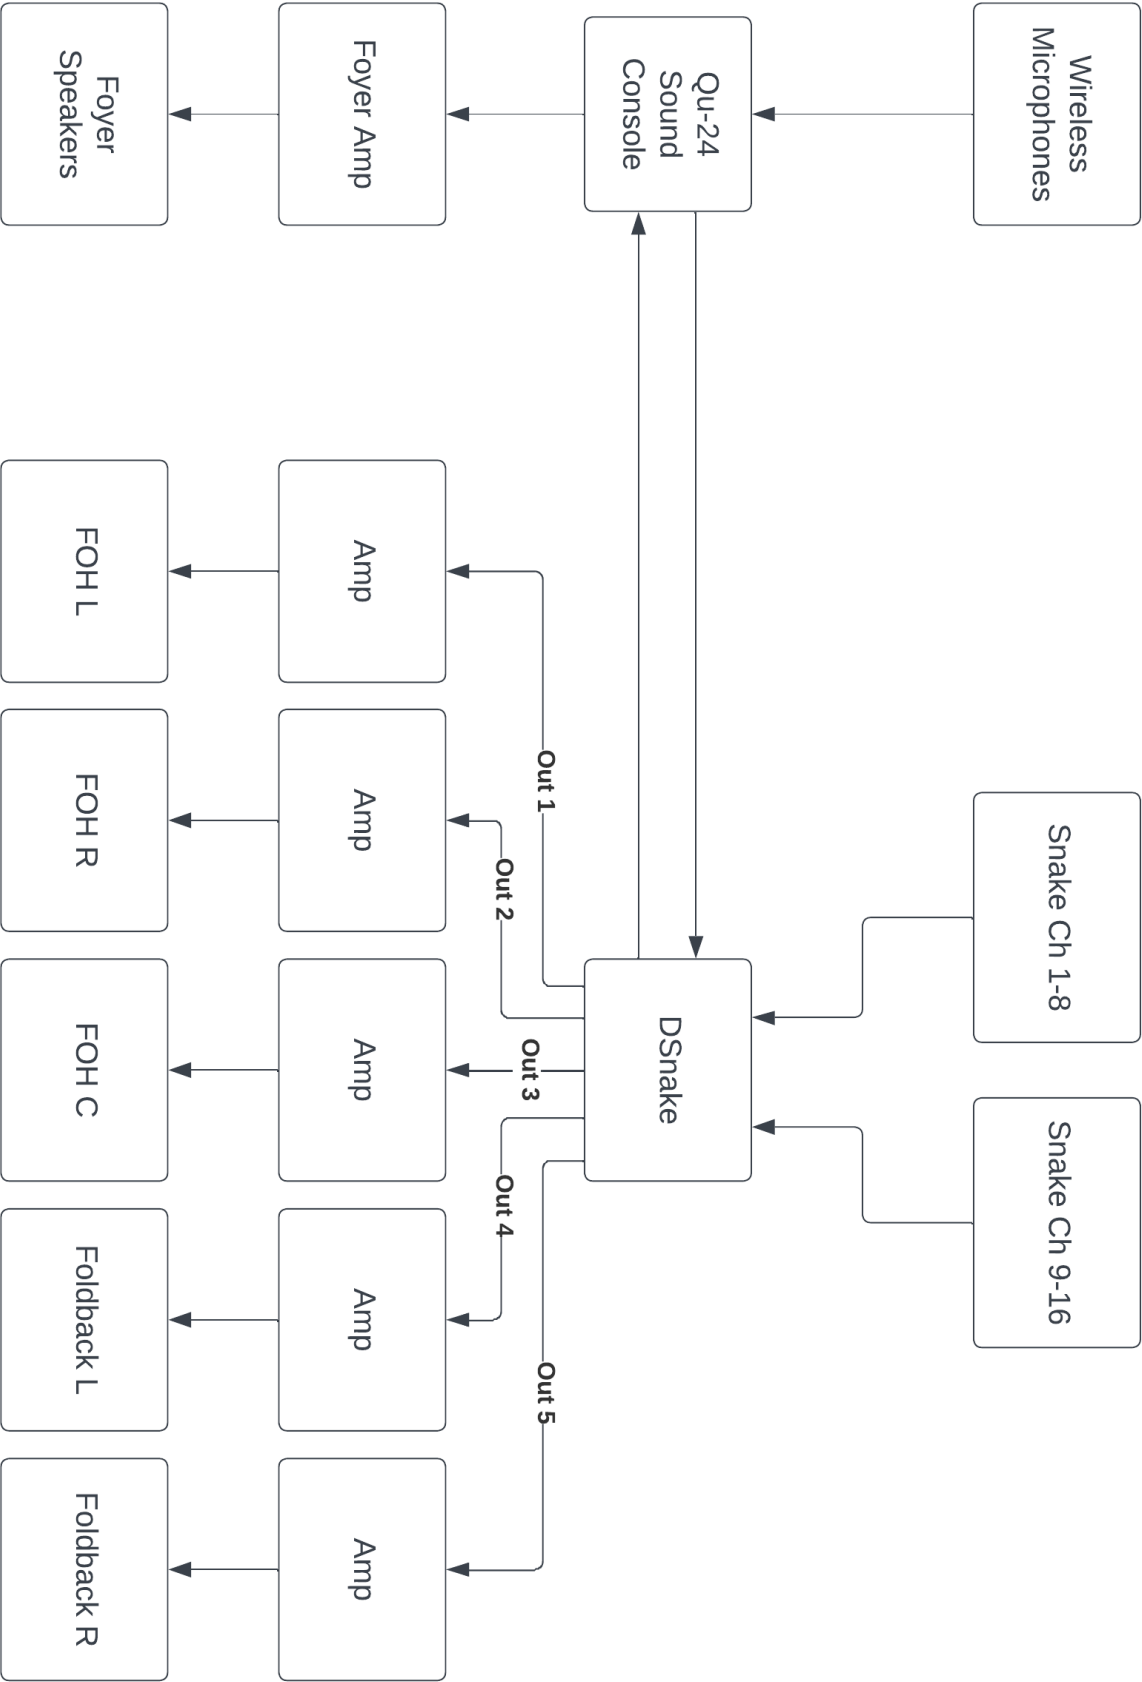 Wireless
Microphones
Snake Ch 1-8
Snake Ch 9-16
Qu-24
Sound
Console
DSnake
Out 1
Out 2
Out 3
Out 4
Out 5
Foyer Amp
Amp
Amp
Amp
Amp
Amp
Foyer
Speakers
FOH L
FOH R
FOH C
Foldback L
Foldback R